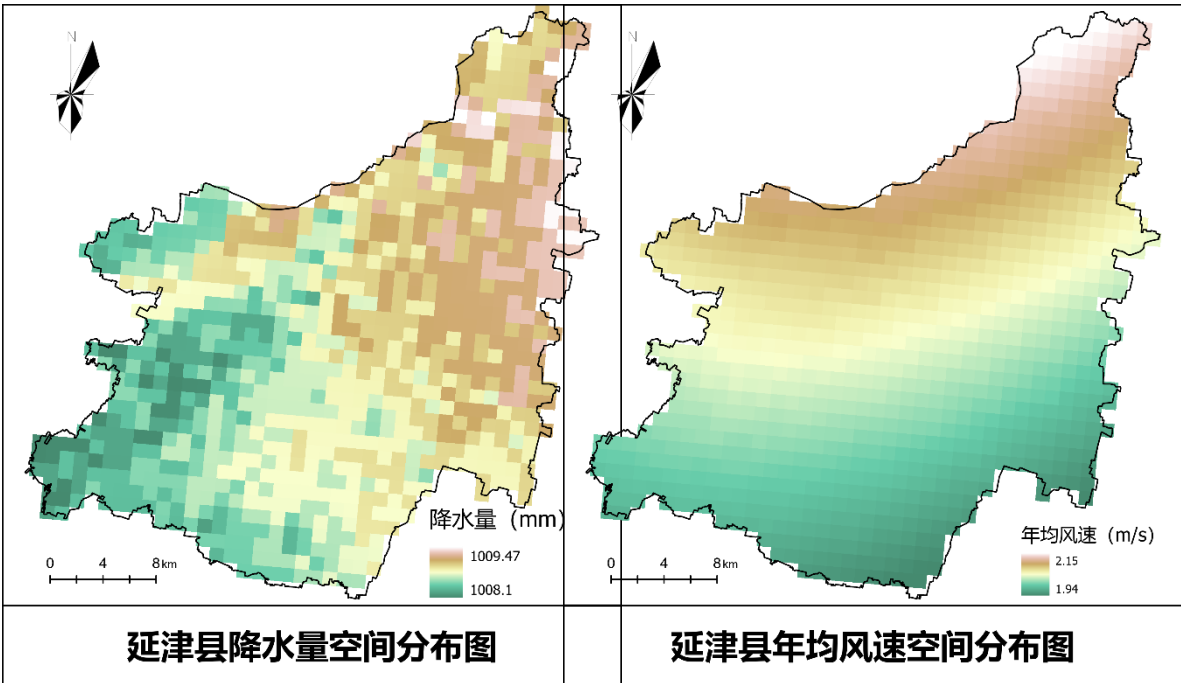 N
降水量 (mm)
1009.47
1008.1
0 4 8km
延津县降水量空间分布图
N
年均风速 (m/s)
2.15
1.94
0 4 8km
延津县年均风速空间分布图